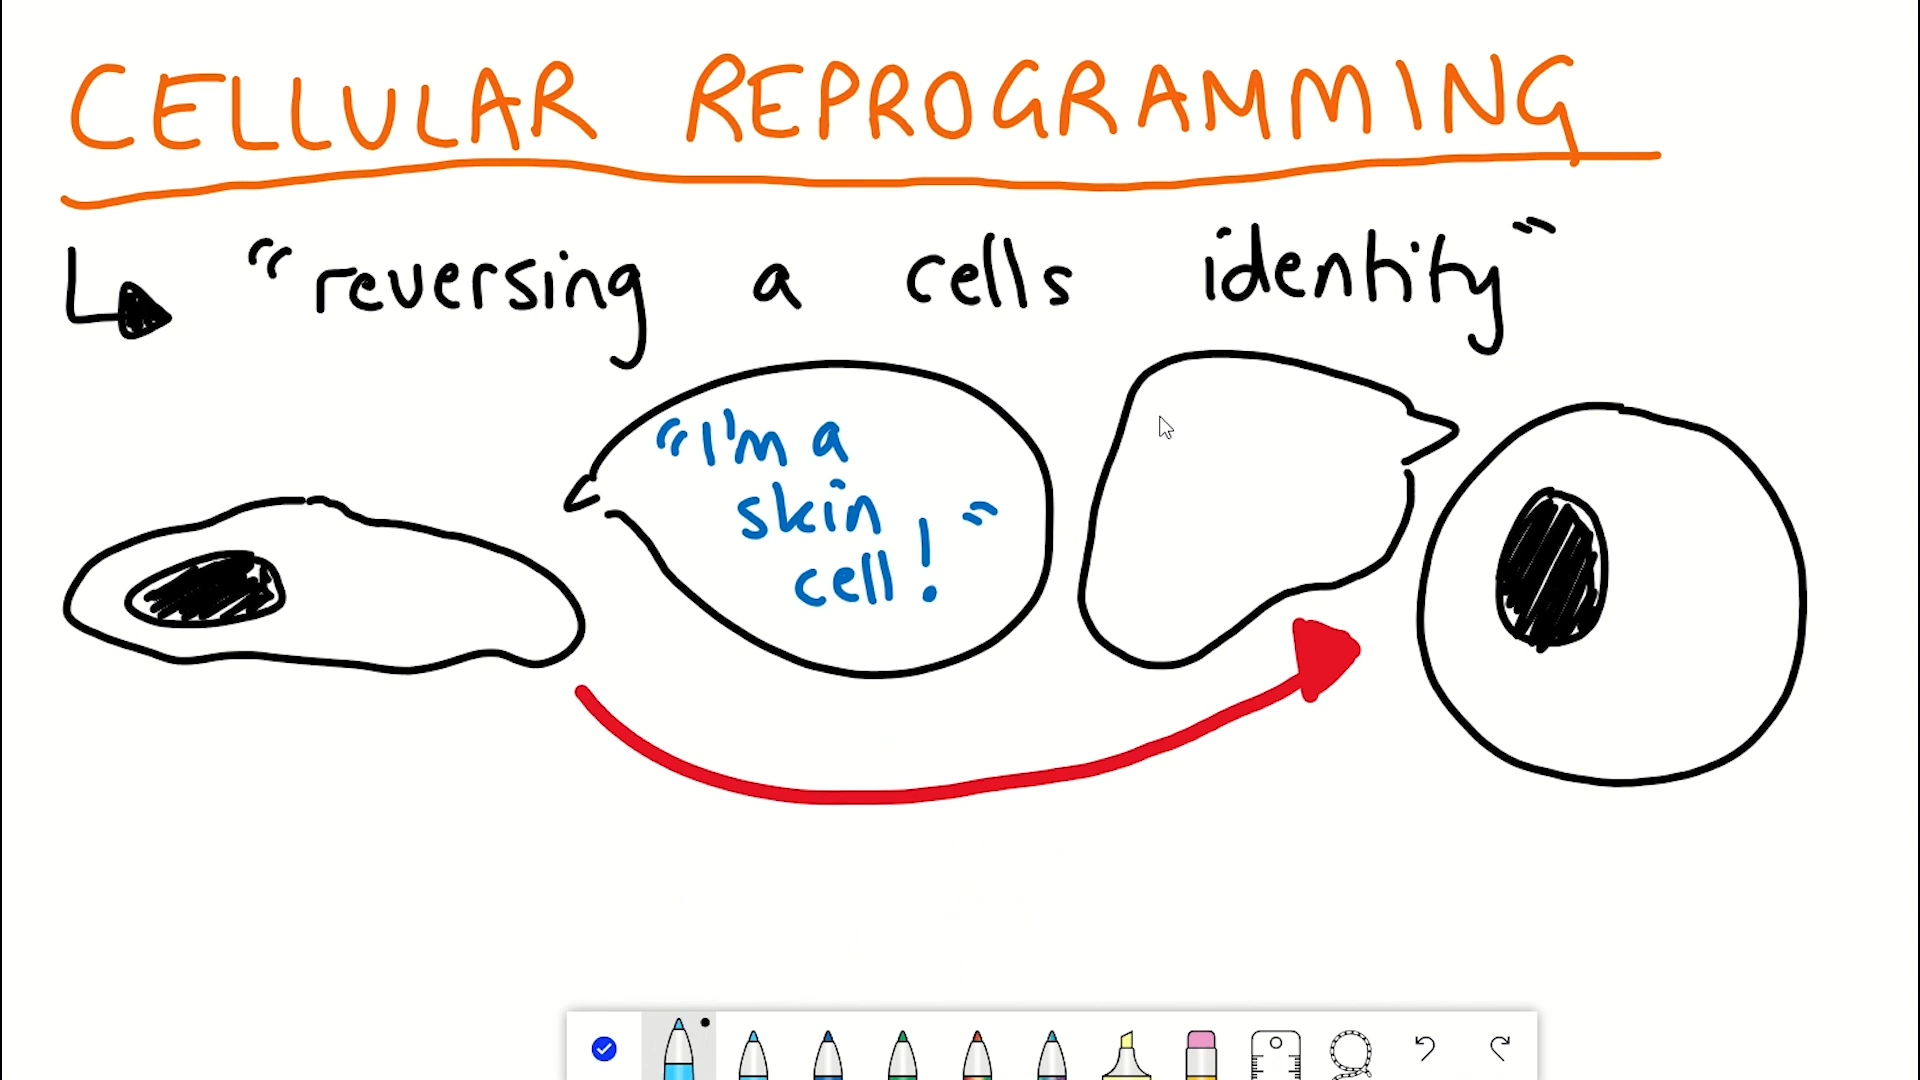 CELLULAR REPROGRAMMING
"reversing a cells identity"
"I'm a
skin
cell!"